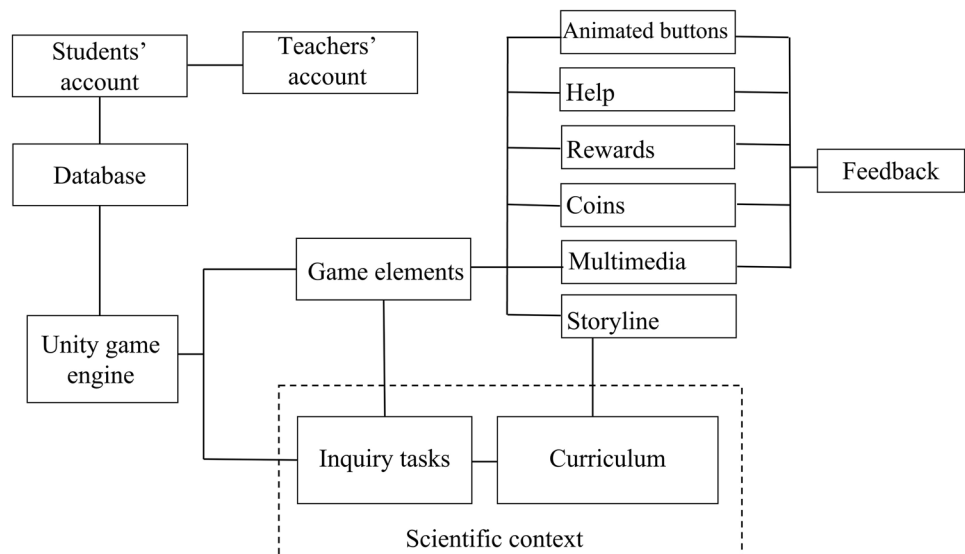 Students’
account
Teachers’
account
Animated buttons
Help
Rewards
Database
Feedback
Coins
Multimedia
Game elements
Storyline
Unity game
engine
Inquiry tasks
Curriculum
Scientific context